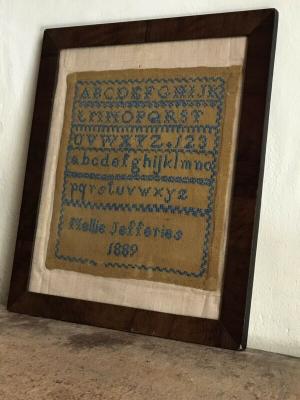 ABCDEFGHIJK
LMNOPQRST
UVWXYZ.123
abcdefghijklmno
pqrstuvwxyz
Nellie Jefferies
1889